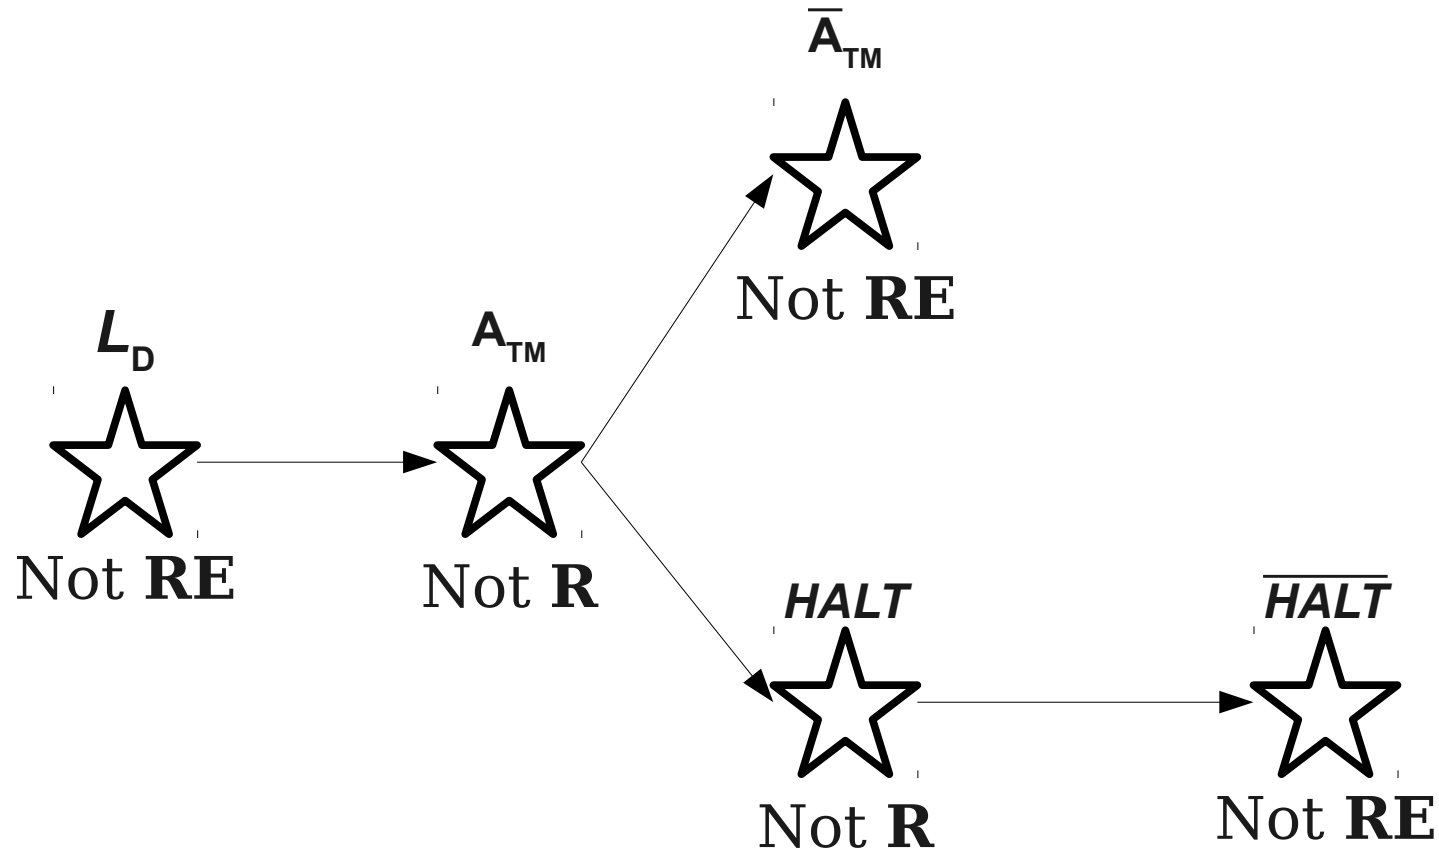 A̅TM
Not RE
LD
Not RE
ATM
Not R
HALT
Not R
H̅A̅L̅T̅
Not RE